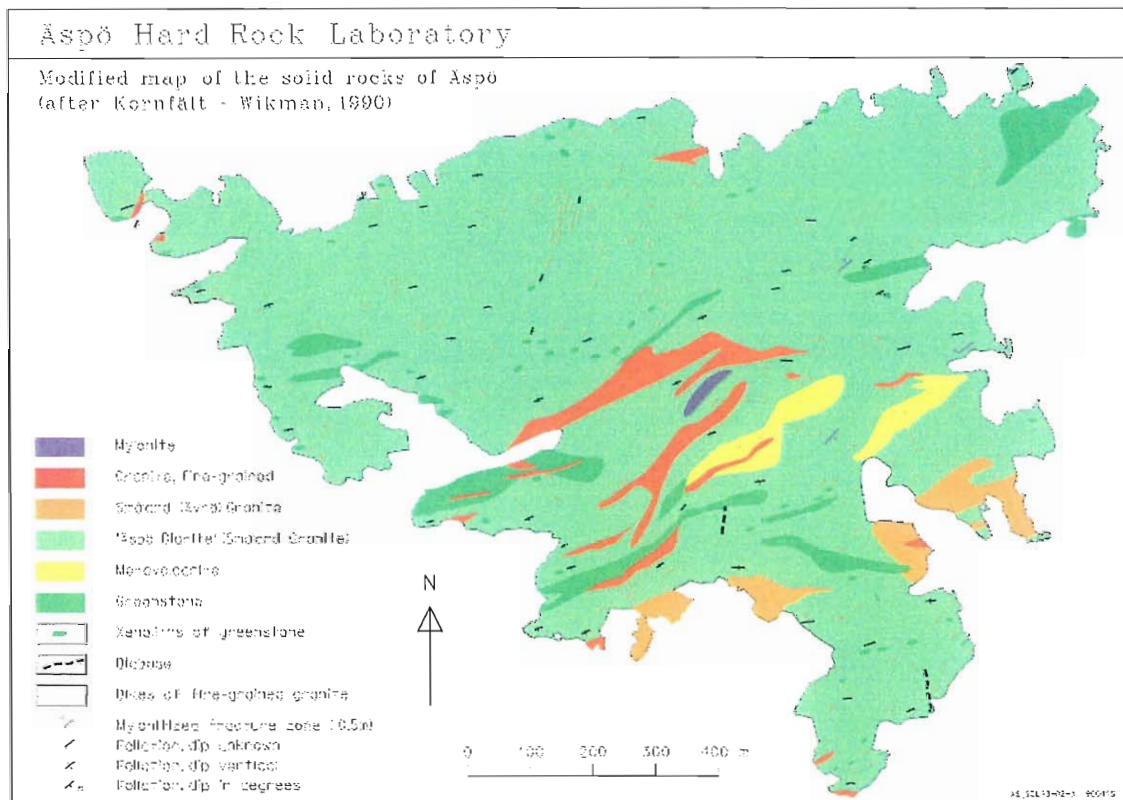 Äspö Hard Rock Laboratory
Modified map of the solid rocks of Äspö
(after Kornfält - Wikman, 1990)
Mylonite
Granite, fine-grained
Småland (Ävrö) Granite
'Äspö Diorite' (Småland Granite)
Metavolcanite
Greenstone
Xenoliths of greenstone
Diabase
Dikes of fine-grained granite
Mylonitized fracture zone (0.5m)
Foliation, dip unknown
Foliation, dip vertical
Foliation, dip in degrees
N
0 100 200 300 400 m